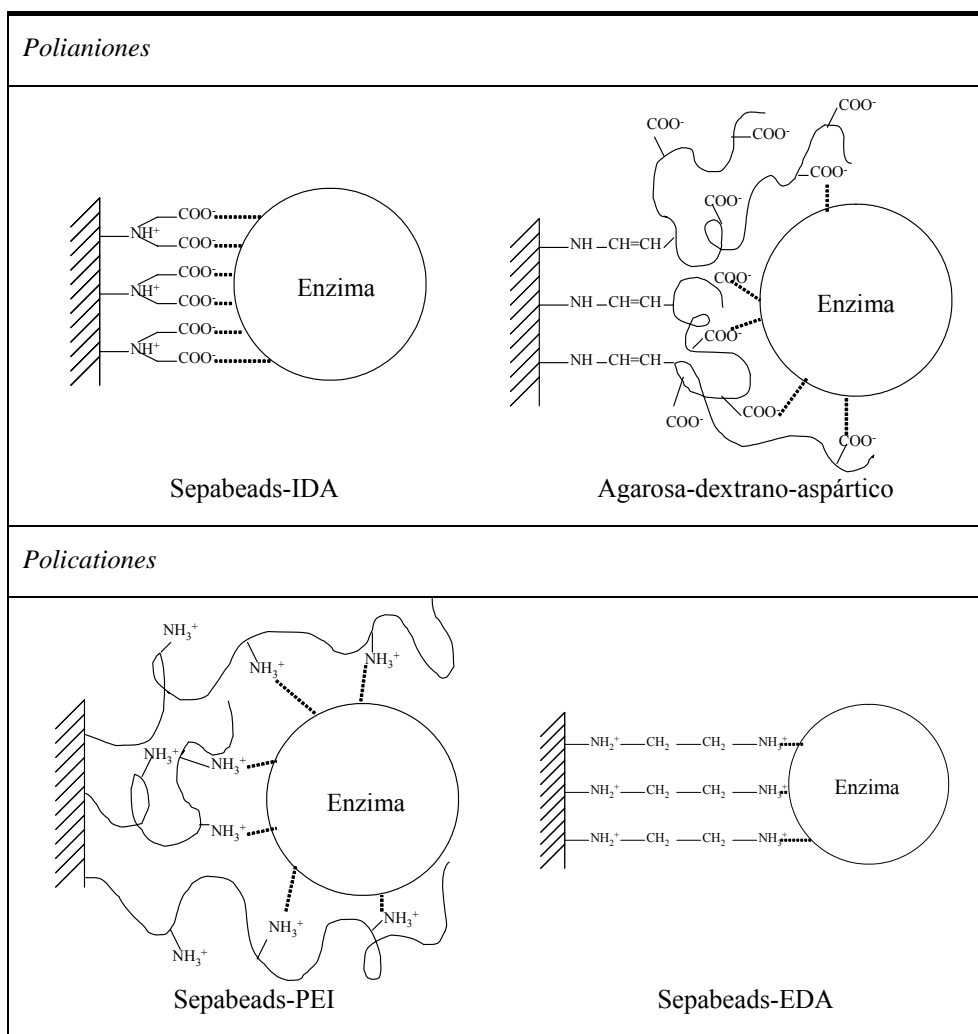 Polianiones
COO⁻
COO⁻
COO⁻
COO⁻
COO⁻
NH⁺
COO⁻
COO⁻
NH⁺
COO⁻
COO⁻
NH⁺
COO⁻
Enzima
Sepabeads-IDA
COO⁻
COO⁻
COO⁻
COO⁻
NH—CH=CH
COO⁻
NH—CH=CH
COO⁻
NH—CH=CH
COO⁻
COO⁻
COO⁻
Enzima
Agarosa-dextrano-aspártico
Policationes
NH₃⁺
NH₃⁺
NH₃⁺
NH₃⁺
NH₃⁺
NH₃⁺
NH₃⁺
NH₃⁺
NH₃⁺
Enzima
Sepabeads-PEI
NH₂⁺—CH₂—CH₂—NH₃⁺
NH₂⁺—CH₂—CH₂—NH₃⁺
NH₂⁺—CH₂—CH₂—NH₃⁺
Enzima
Sepabeads-EDA